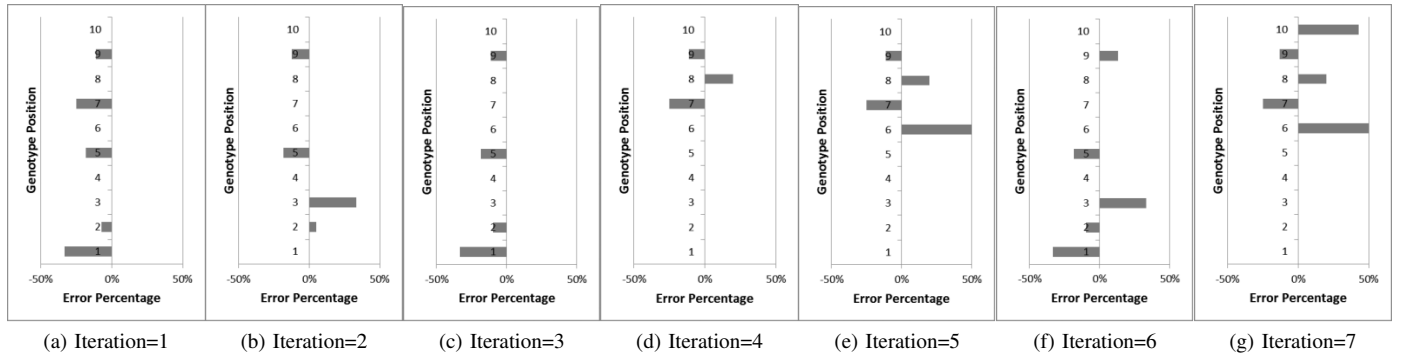 Genotype Position
10
9
8
7
6
5
4
3
2
1
-50% 0% 50%
Error Percentage
(a) Iteration=1
Genotype Position
10
9
8
7
6
5
4
3
2
1
-50% 0% 50%
Error Percentage
(b) Iteration=2
Genotype Position
10
9
8
7
6
5
4
3
2
1
-50% 0% 50%
Error Percentage
(c) Iteration=3
Genotype Position
10
9
8
7
6
5
4
3
2
1
-50% 0% 50%
Error Percentage
(d) Iteration=4
Genotype Position
10
9
8
7
6
5
4
3
2
1
-50% 0% 50%
Error Percentage
(e) Iteration=5
Genotype Position
10
9
8
7
6
5
4
3
2
1
-50% 0% 50%
Error Percentage
(f) Iteration=6
Genotype Position
10
9
8
7
6
5
4
3
2
1
-50% 0% 50%
Error Percentage
(g) Iteration=7